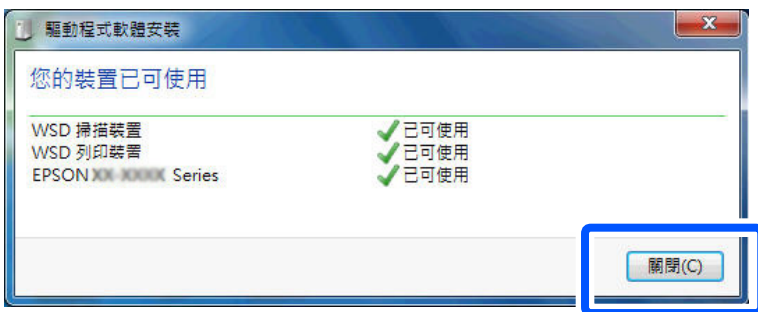 驅動程式軟體安裝
您的裝置已可使用
WSD 掃描裝置 已可使用
WSD 列印裝置 已可使用
EPSON Series 已可使用
關閉(C)